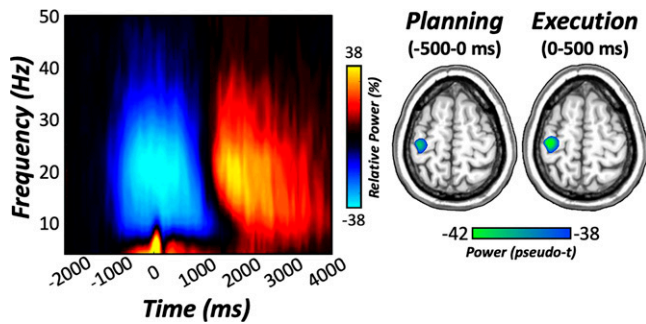 Frequency (Hz)
50
40
30
20
10
-2000
-1000
0
1000
2000
3000
4000
Time (ms)
38
-38
Relative Power (%)
Planning
(-500-0 ms)
Execution
(0-500 ms)
-42
-38
Power (pseudo-t)